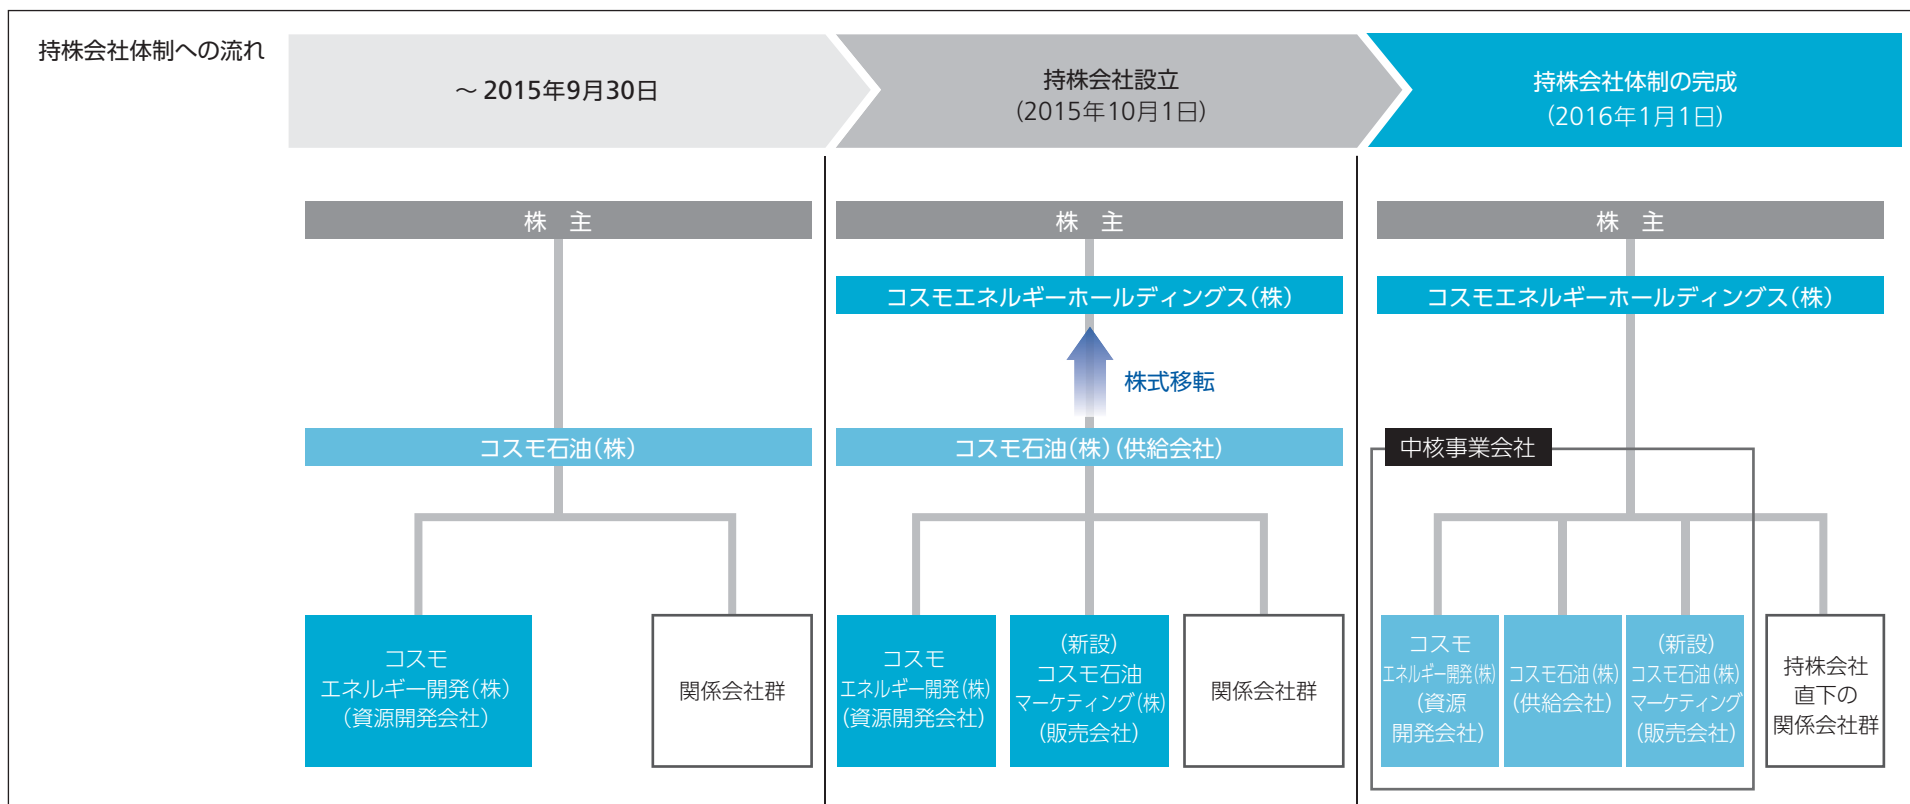 持株会社体制への流れ
～ 2015年9月30日
持株会社設立
(2015年10月1日)
持株会社体制の完成
(2016年1月1日)
株　主
コスモ石油(株)
コスモ
エネルギー開発(株)
(資源開発会社)
関係会社群
株　主
コスモエネルギーホールディングス(株)
株式移転
コスモ石油(株)(供給会社)
コスモ
エネルギー開発(株)
(資源開発会社)
(新設)
コスモ石油
マーケティング(株)
(販売会社)
関係会社群
株　主
コスモエネルギーホールディングス(株)
中核事業会社
コスモ
エネルギー開発(株)
(資源
開発会社)
コスモ石油(株)
(供給会社)
(新設)
コスモ石油(株)
マーケティング
(販売会社)
持株会社
直下の
関係会社群